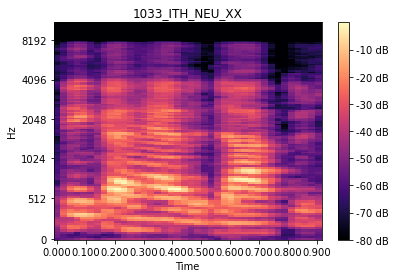 1033_ITH_NEU_XX
8192
4096
2048
1024
512
0
Hz
0.000 0.100 0.200 0.300 0.400 0.500 0.600 0.700 0.800 0.900
Time
-10 dB
-20 dB
-30 dB
-40 dB
-50 dB
-60 dB
-70 dB
-80 dB